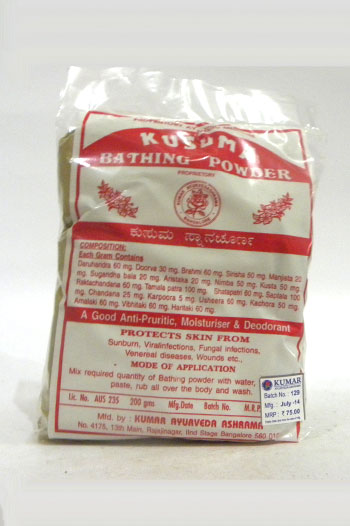 KUSUMA
BATHING POWDER
PROPRIETORY
ಕುಸುಮ ಸ್ನಾನಚೂರ್ಣ
COMPOSITION:
Each Gram Contains
Daruharidra 60 mg. Doorva 30 mg. Brahmi 60 mg. Sirisha 50 mg. Manjista 20
mg. Sugandha bala 20 mg. Aristaka 20 mg. Nimba 50 mg. Kusta 50 mg.
Raktachandana 60 mg. Tamala patra 100 mg. Shatapatri 60 mg. Saptala 100
mg. Chandana 25 mg. Karpoora 5 mg. Usheera 60 mg. Kachora 50 mg.
Amalaki 60 mg. Vibhitaki 60 mg. Haritaki 60 mg.
A Good Anti-Pruritic, Moisturiser & Deodorant
PROTECTS SKIN FROM
Sunburn, Viralinfections, Fungal infections,
Venereal diseases, Wounds etc.,
MODE OF APPLICATION
Mix required quantity of Bathing powder with water,
paste, rub all over the body and wash.
Lic. No. AUS 235 200 gms Mfg.Date Batch No. M.R.P.
Mfd. by : KUMAR AYURVEDA ASHRAMA
No. 4175, 13th Main, Rajajinagar, IInd Stage Bangalore 560 010
KUMAR
Batch No. : 129
Mfg. : July -14
MRP : ₹ 75.00